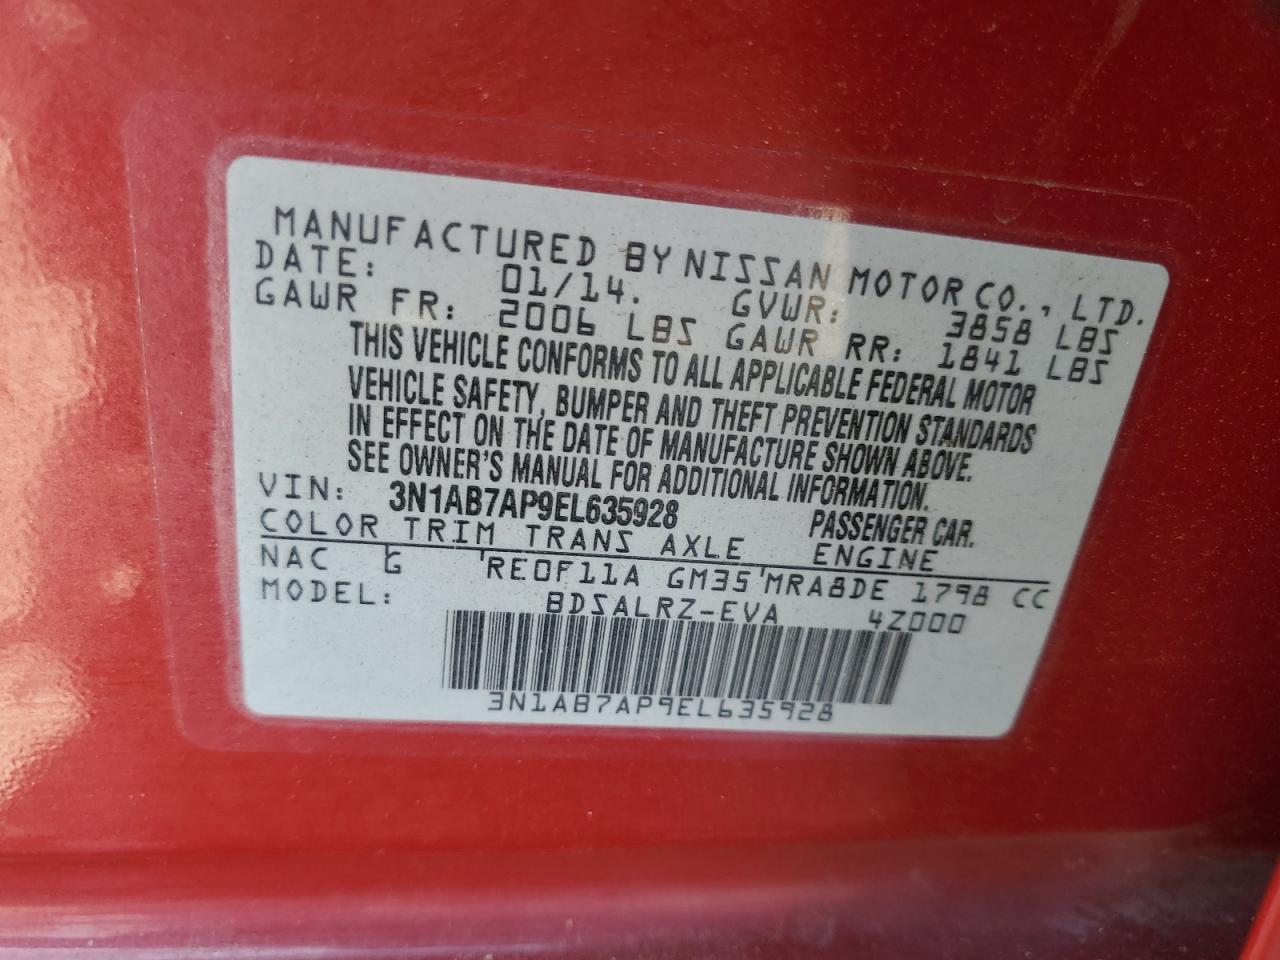 MANUFACTURED BY NISSAN MOTOR CO., LTD.
DATE: 01/14. GVWR: 3858 LBS
GAWR FR: 2006 LBS GAWR RR: 1841 LBS
THIS VEHICLE CONFORMS TO ALL APPLICABLE FEDERAL MOTOR
VEHICLE SAFETY, BUMPER AND THEFT PREVENTION STANDARDS
IN EFFECT ON THE DATE OF MANUFACTURE SHOWN ABOVE.
SEE OWNER'S MANUAL FOR ADDITIONAL INFORMATION.
VIN: 3N1AB7AP9EL635928 PASSENGER CAR.
COLOR TRIM TRANS AXLE ENGINE
NAC G 'RE0F11A GM35'MRA8DE 1798 CC
MODEL: BDSALRZ-EVA 4Z000
3N1AB7AP9EL635928